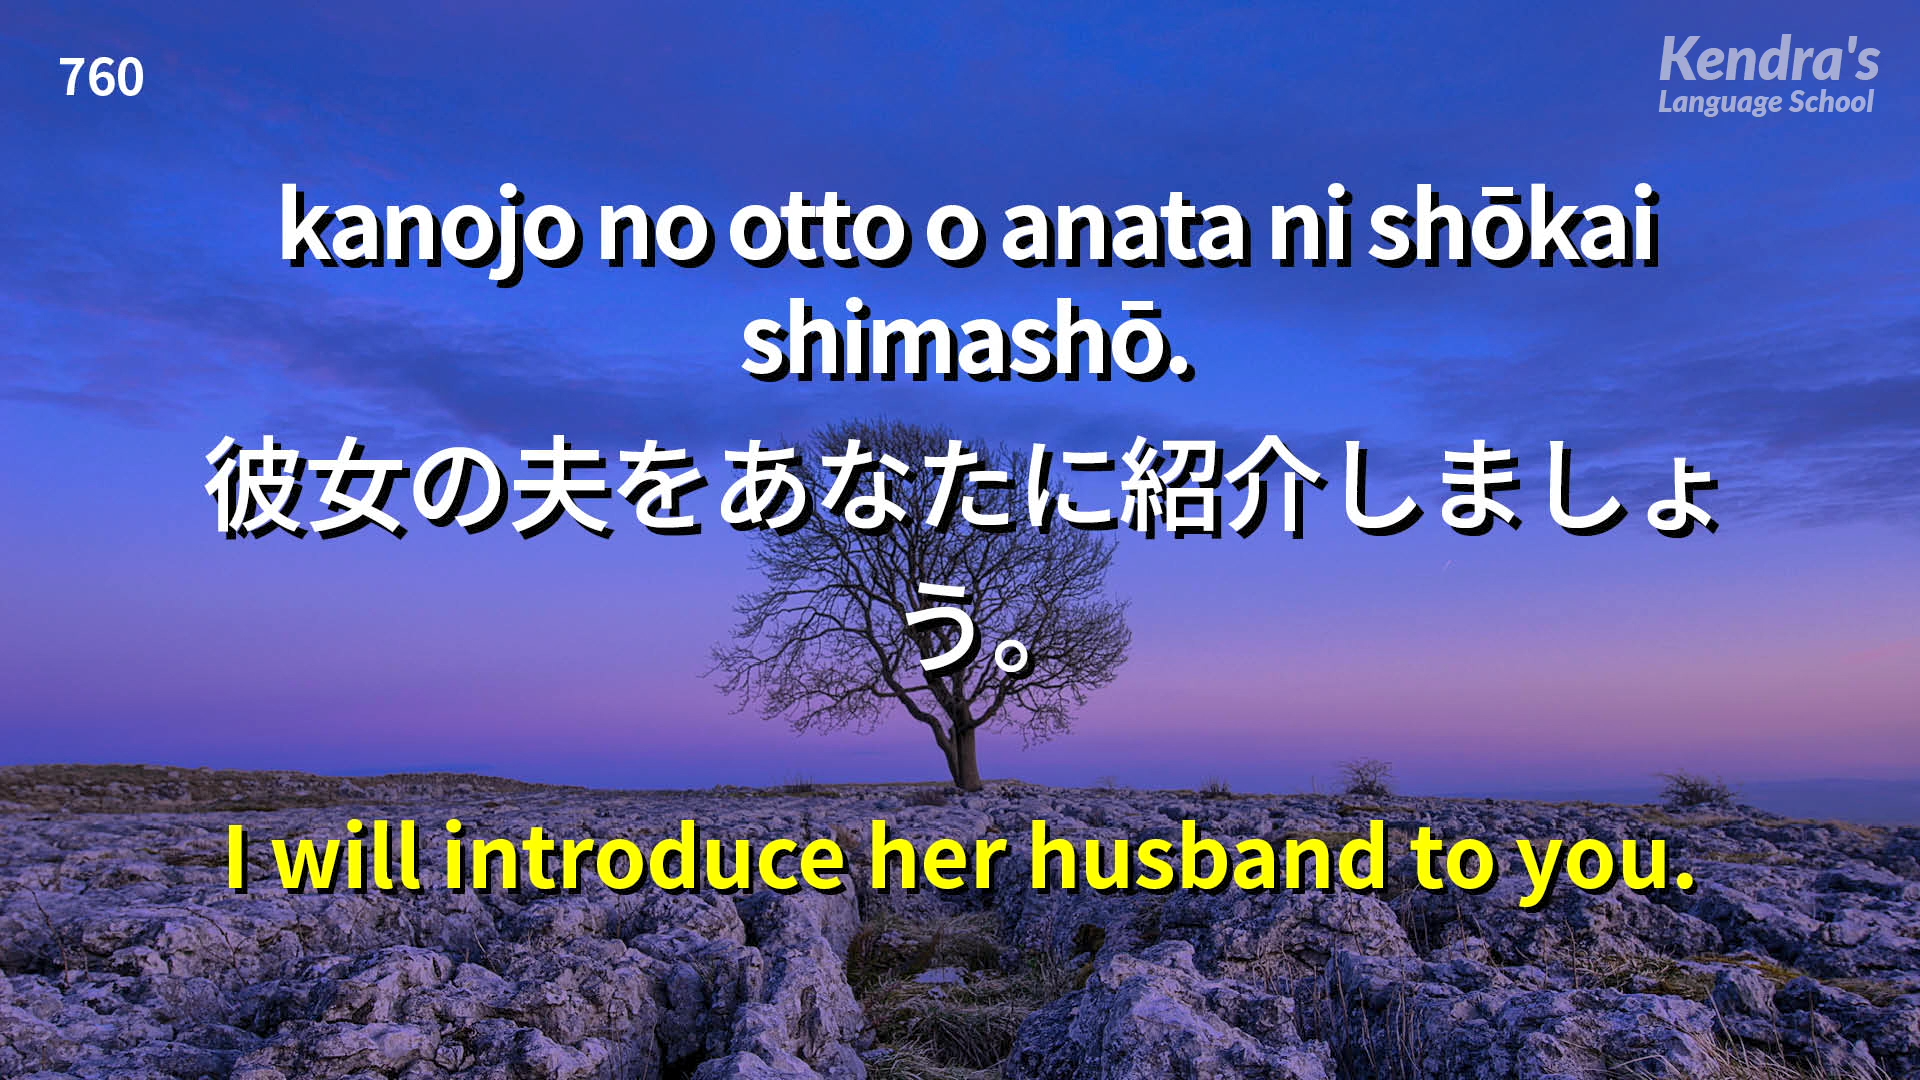 760
Kendra's
Language School
kanojo no otto o anata ni shōkai
shimashō.
彼女の夫をあなたに紹介しましょ
う。
I will introduce her husband to you.